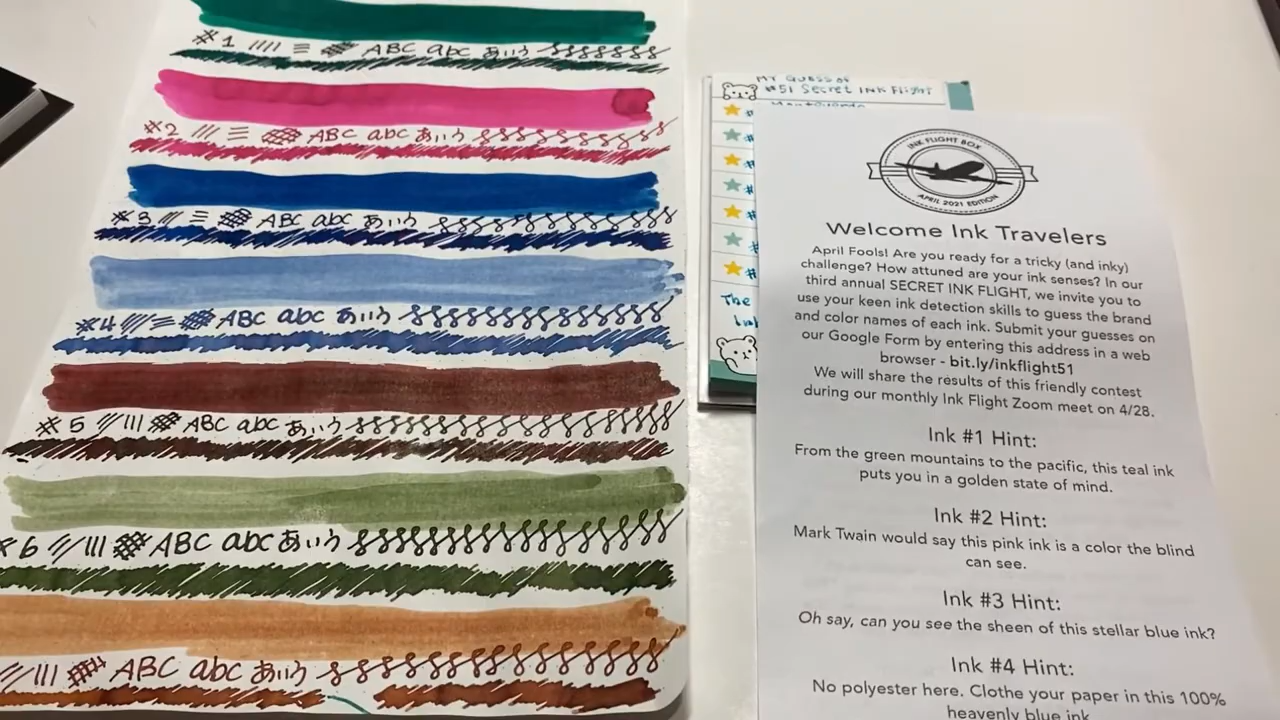 #1 ABC abc あいう
#2 ABC abc あいう
#3 ABC abc あいう
#4 ABC abc あいう
#5 ABC abc あいう
#6 ABC abc あいう
ABC abc あいう
MY GUESS OF
#51 Secret INK Flight
#
#
#
#
#
#
#
The
INK FLIGHT BOX
APRIL 2021 EDITION
Welcome Ink Travelers
April Fools! Are you ready for a tricky (and inky)
challenge? How attuned are your ink senses? In our
third annual SECRET INK FLIGHT, we invite you to
use your keen ink detection skills to guess the brand
and color names of each ink. Submit your guesses on
our Google Form by entering this address in a web
browser - bit.ly/inkflight51
We will share the results of this friendly contest
during our monthly Ink Flight Zoom meet on 4/28.
Ink #1 Hint:
From the green mountains to the pacific, this teal ink
puts you in a golden state of mind.
Ink #2 Hint:
Mark Twain would say this pink ink is a color the blind
can see.
Ink #3 Hint:
Oh say, can you see the sheen of this stellar blue ink?
Ink #4 Hint:
No polyester here. Clothe your paper in this 100%
heavenly blue ink